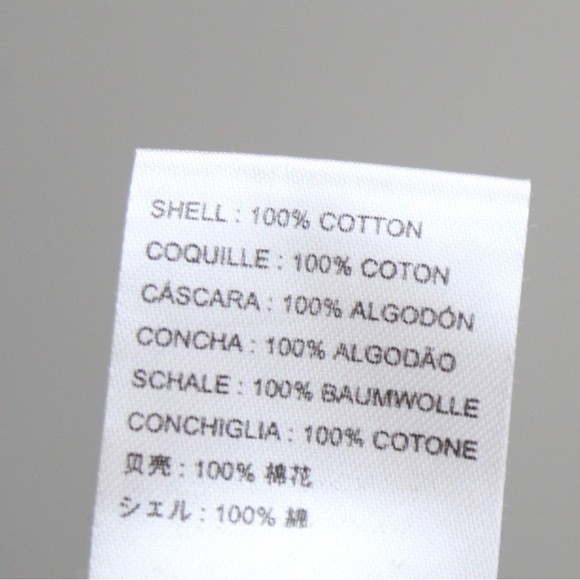 SHELL : 100% COTTON
COQUILLE : 100% COTON
CÁSCARA : 100% ALGODÓN
CONCHA : 100% ALGODÃO
SCHALE : 100% BAUMWOLLE
CONCHIGLIA : 100% COTONE
贝壳 : 100% 棉花
シェル : 100% 綿